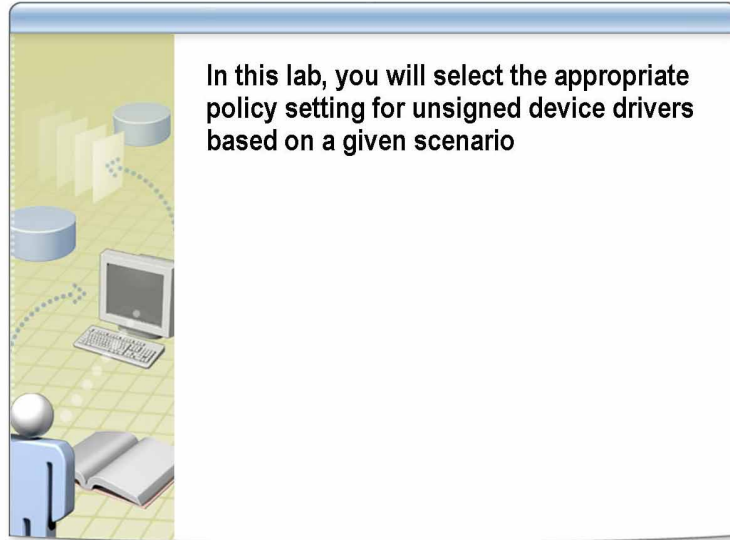 In this lab, you will select the appropriate
policy setting for unsigned device drivers
based on a given scenario